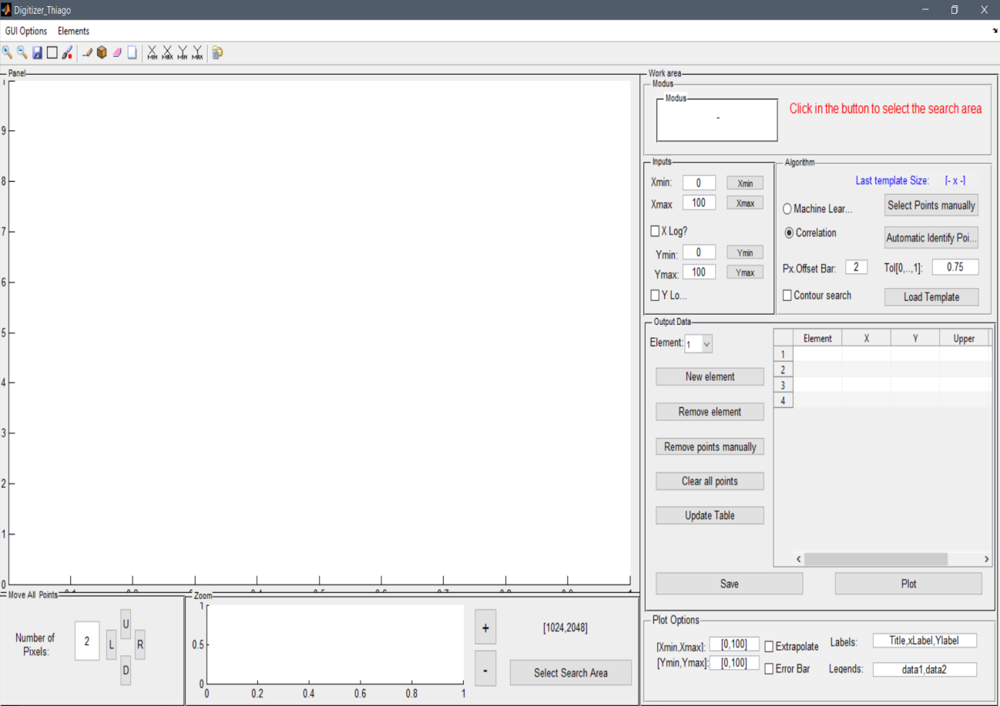 Digitizer_Thiago
GUI Options Elements
MIN MAX MIN MAX
Panel
9
8
7
6
5
4
3
2
1
0
1
Work area
Modus
Modus
-
Click in the button to select the search area
Inputs
Xmin: 0 Xmin
Xmax 100 Xmax
X Log?
Ymin: 0 Ymin
Ymax: 100 Ymax
Y Lo...
Algorithm
Last template Size: [- x -]
Machine Lear... Select Points manually
Correlation Automatic Identify Poi...
Px.Offset Bar: 2 Tol[0,..,1]: 0.75
Contour search Load Template
Output Data
Element: 1
New element
Remove element
Remove points manually
Clear all points
Update Table
Element X Y Upper
1
2
3
4
Save Plot
Move All Points
Number of
Pixels:
2
U
L R
D
Zoom
1
0.5
0
0 0.2 0.4 0.6 0.8 1
+
-
[1024,2048]
Select Search Area
Plot Options
[Xmin,Xmax]: [0,100] Extrapolate Labels: Title,xLabel,Ylabel
[Ymin,Ymax]: [0,100] Error Bar Legends: data1,data2